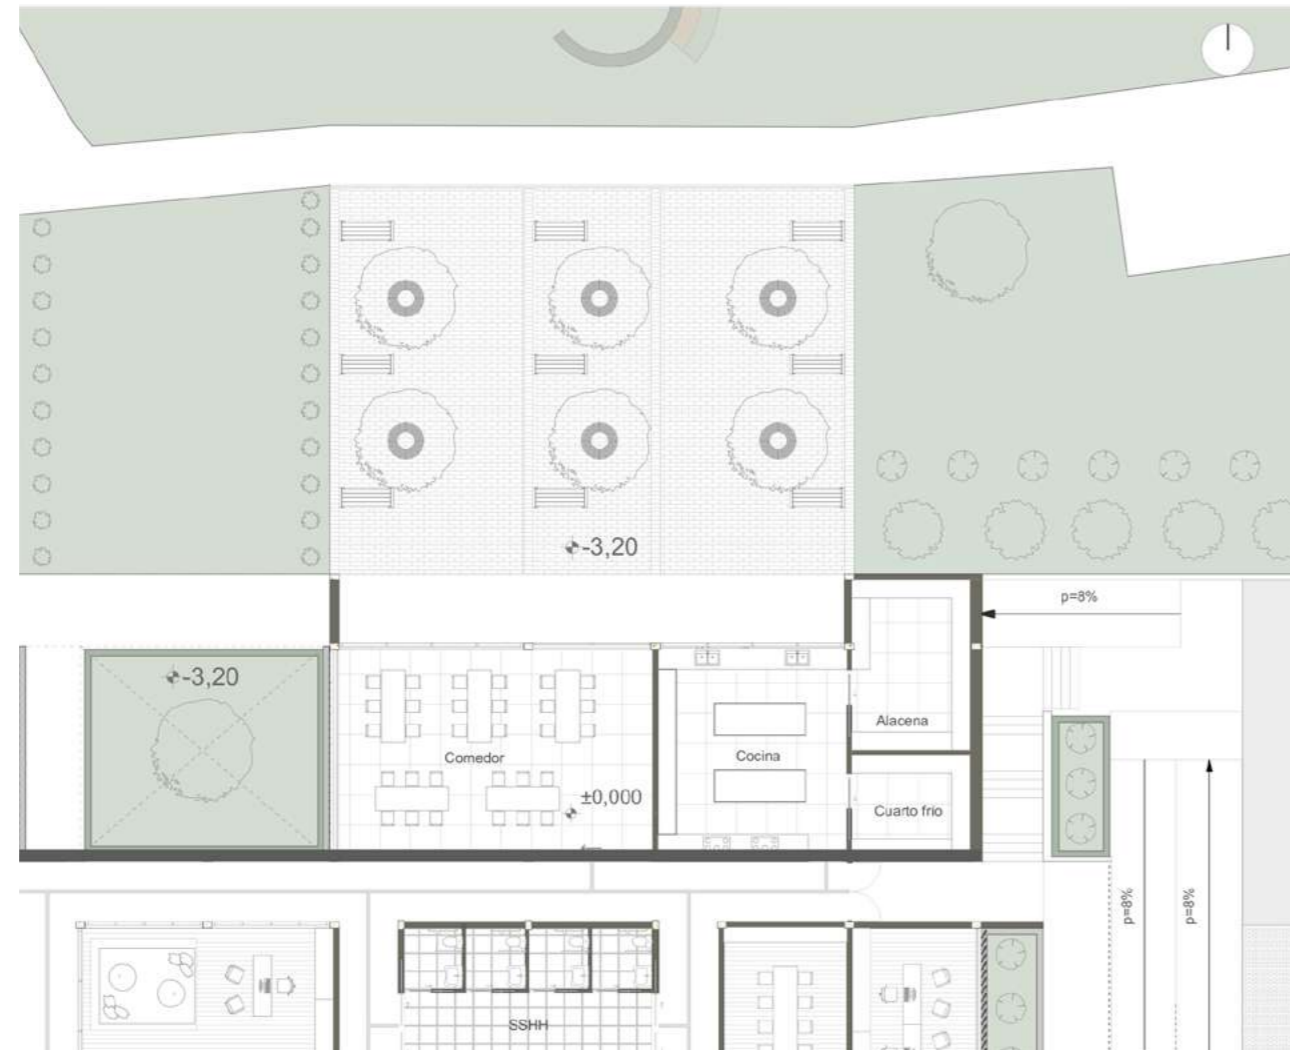 -3,20
p=8%
-3,20
Alacena
Comedor
Cocina
±0,000
Cuarto frio
p=8%
p=8%
SSHH